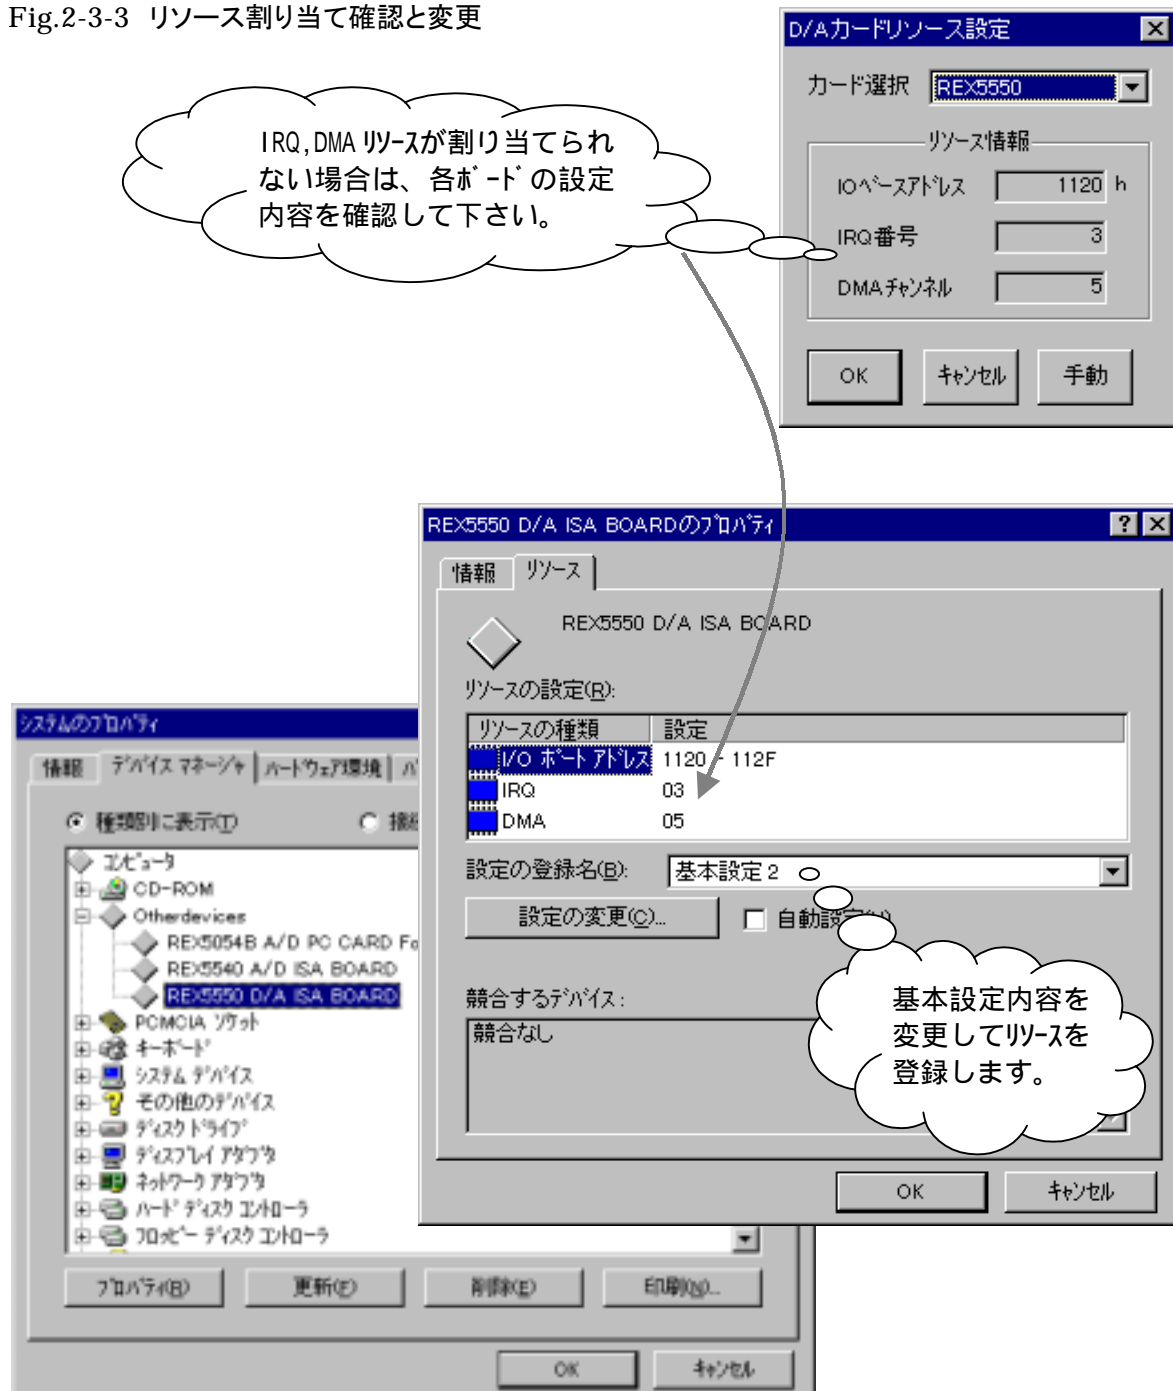 Fig.2-3-3 リソース割り当て確認と変更
D/Aカードリソース設定
カード選択 REX5550
リソース情報
IOベースアドレス 1120 h
IRQ番号 3
DMAチャンネル 5
OK キャンセル 手動
IRQ,DMA リソースが割り当てられ
ない場合は、各ボードの設定
内容を確認して下さい。
REX5550 D/A ISA BOARDのプロパティ
情報 リソース
REX5550 D/A ISA BOARD
リソースの設定(R):
リソースの種類 設定
I/O ポート アドレス 1120 - 112F
IRQ 03
DMA 05
設定の登録名(B): 基本設定 2
設定の変更(C)... 自動設定
競合するデバイス:
競合なし
基本設定内容を
変更してリソースを
登録します。
OK キャンセル
システムのプロパティ
情報 デバイス マネージャ ハードウェア環境 パ
種類別に表示(T) 接続
コンピュータ
CD-ROM
Otherdevices
REX5054B A/D PC CARD Fo
REX5540 A/D ISA BOARD
REX5550 D/A ISA BOARD
PCMCIA ソケット
キーボード
システム デバイス
その他のデバイス
ディスク ドライブ
ディスプレイ アダプタ
ネットワーク アダプタ
ハード ディスク コントローラ
フロッピー ディスク コントローラ
プロパティ(R) 更新(F) 削除(E) 印刷(N)...
OK キャンセル